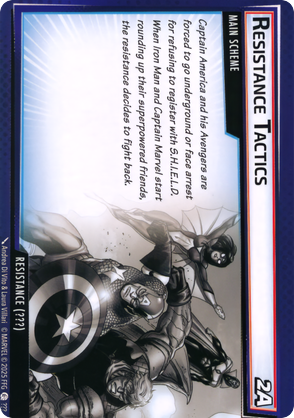 RESISTANCE TACTICS
2A
MAIN SCHEME
Captain America and his Avengers are
forced to go underground or face arrest
for refusing to register with S.H.I.E.L.D.
When Iron Man and Captain Marvel start
rounding up their superpowered friends,
the resistance decides to fight back.
RESISTANCE (???)
Andrea Di Vito & Laura Villari © MARVEL © 2025 FFG